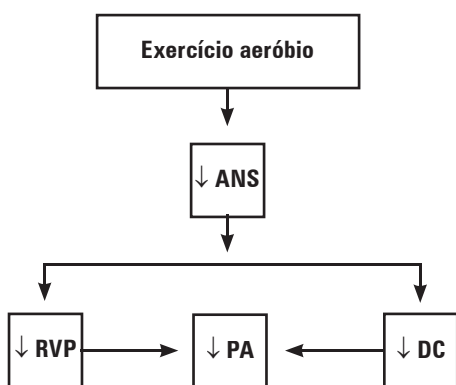 Exercício aeróbio
↓ ANS
↓ RVP
↓ PA
↓ DC